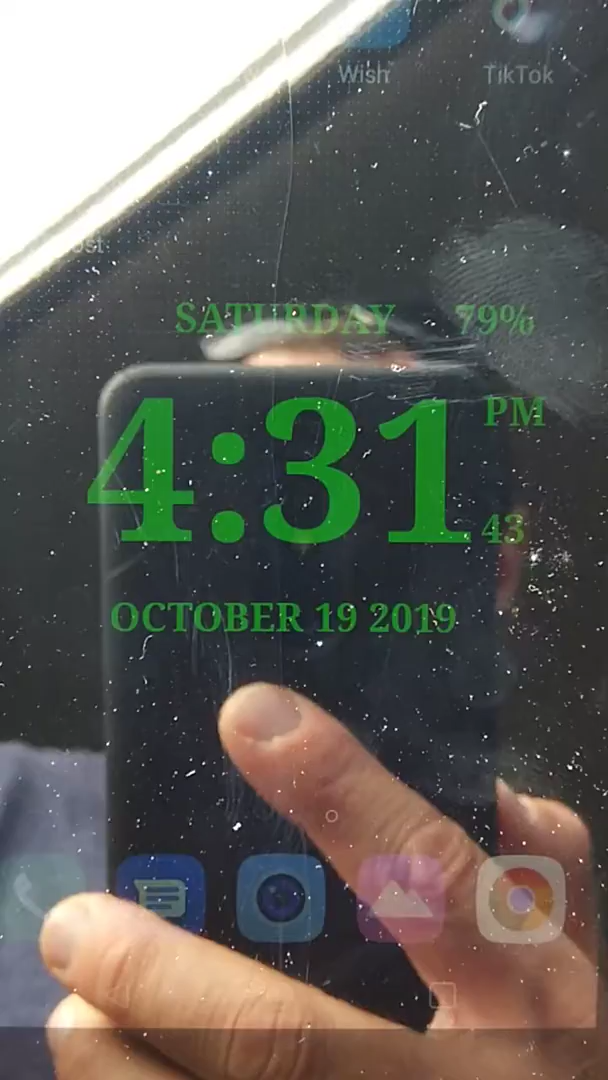 Wish TikTok
SATURDAY 79%
4:31 PM
43
OCTOBER 19 2019